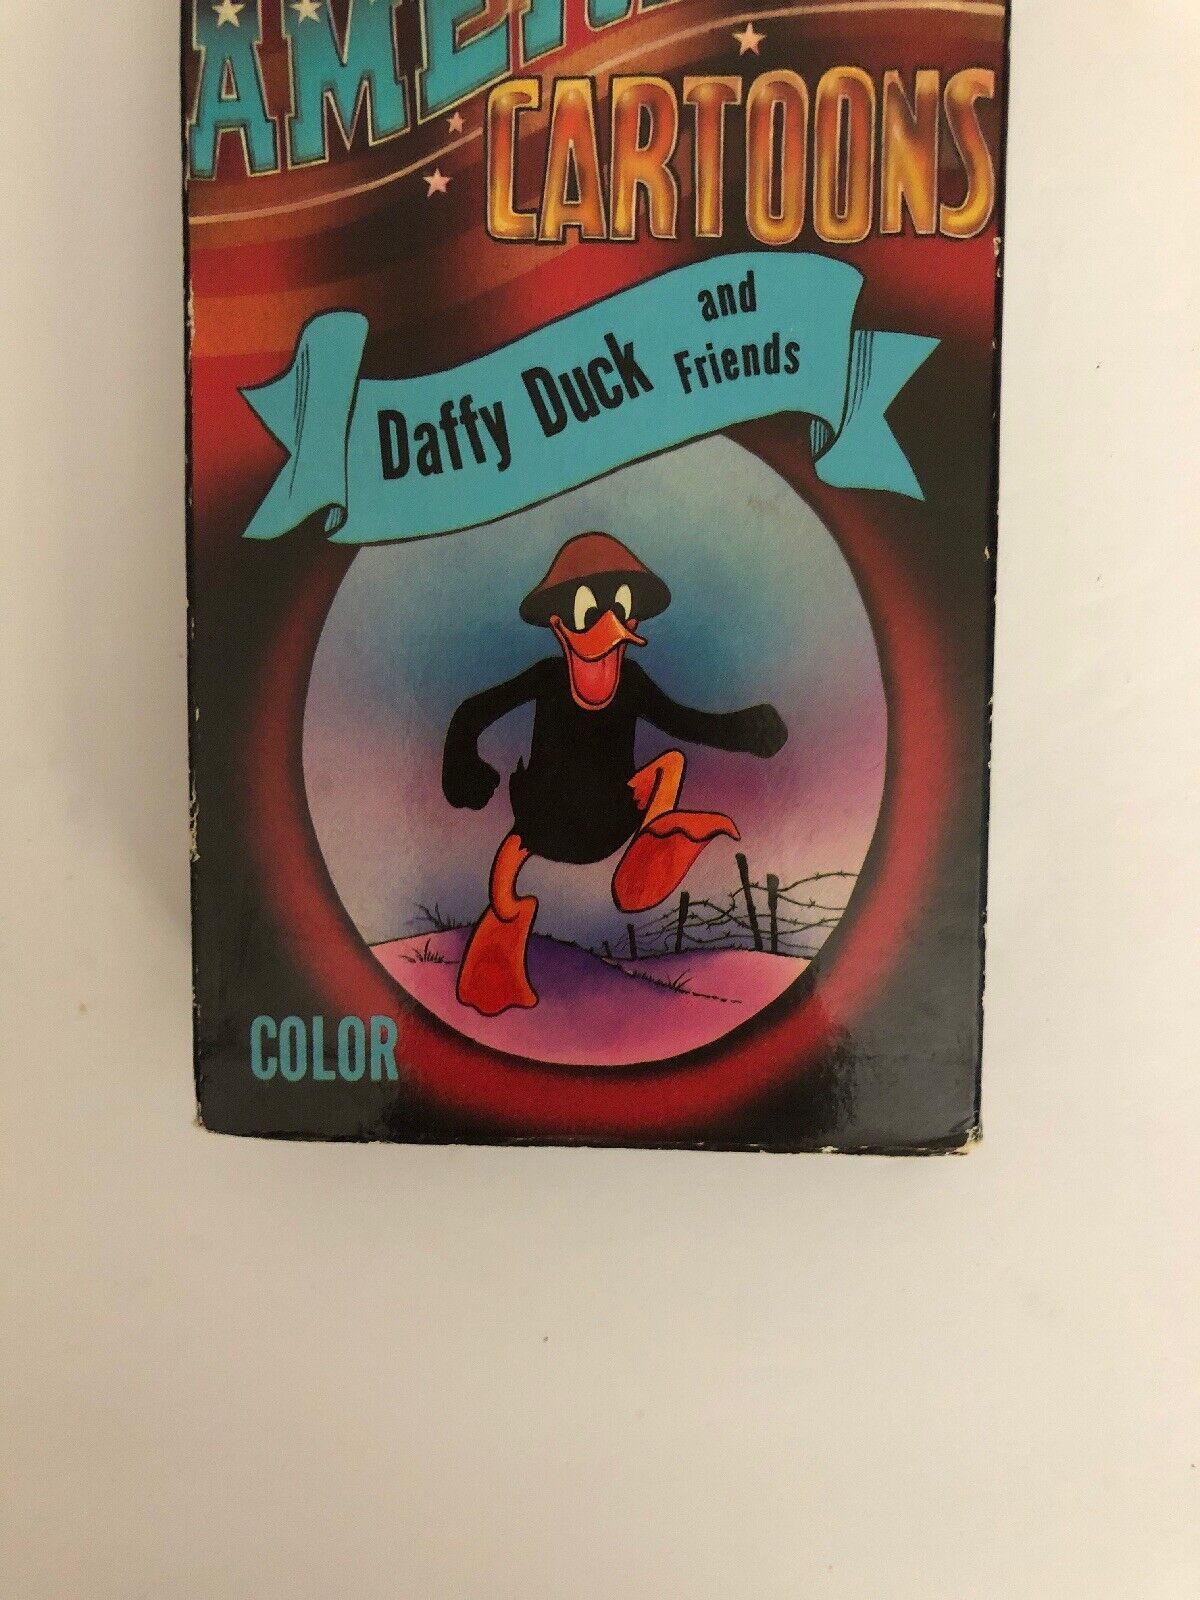 CARTOONS
Daffy Duck and
Friends
COLOR